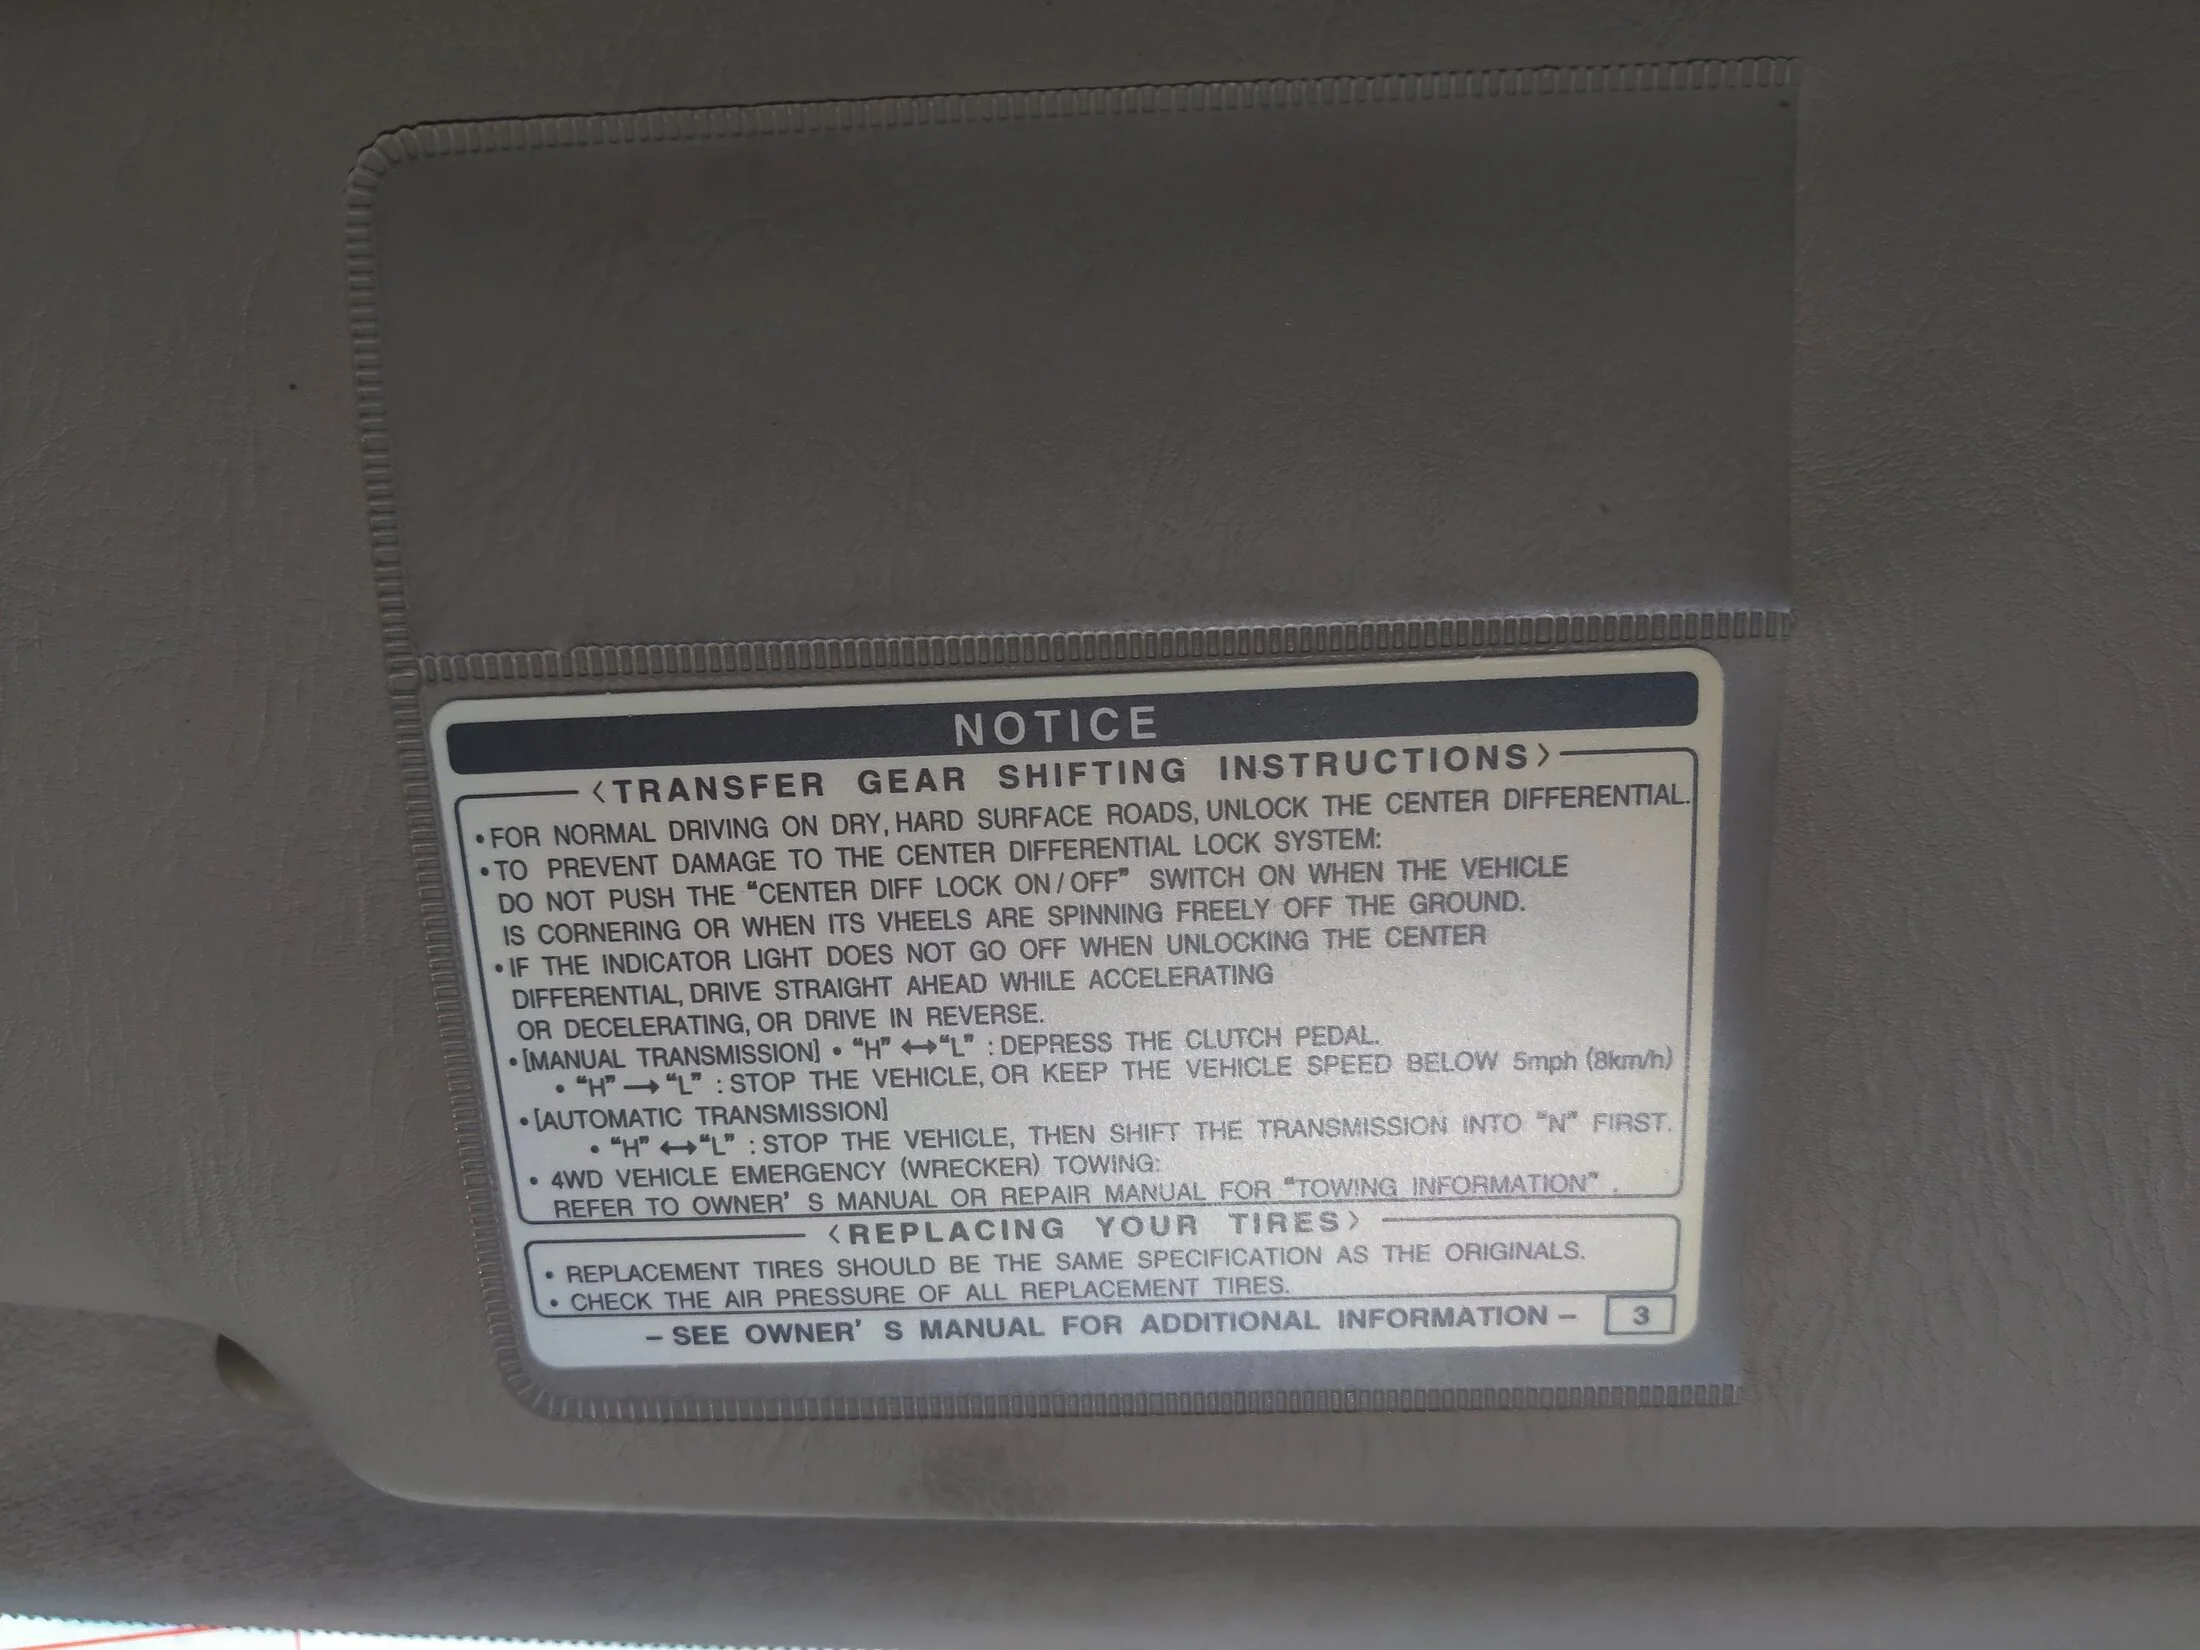 NOTICE
<TRANSFER GEAR SHIFTING INSTRUCTIONS>
•FOR NORMAL DRIVING ON DRY, HARD SURFACE ROADS, UNLOCK THE CENTER DIFFERENTIAL.
•TO PREVENT DAMAGE TO THE CENTER DIFFERENTIAL LOCK SYSTEM:
DO NOT PUSH THE “CENTER DIFF LOCK ON/OFF” SWITCH ON WHEN THE VEHICLE
IS CORNERING OR WHEN ITS VHEELS ARE SPINNING FREELY OFF THE GROUND.
•IF THE INDICATOR LIGHT DOES NOT GO OFF WHEN UNLOCKING THE CENTER
DIFFERENTIAL, DRIVE STRAIGHT AHEAD WHILE ACCELERATING
OR DECELERATING, OR DRIVE IN REVERSE.
•[MANUAL TRANSMISSION] • “H” ↔ “L” : DEPRESS THE CLUTCH PEDAL.
• “H” → “L” : STOP THE VEHICLE, OR KEEP THE VEHICLE SPEED BELOW 5mph (8km/h)
•[AUTOMATIC TRANSMISSION]
• “H” ↔ “L” : STOP THE VEHICLE, THEN SHIFT THE TRANSMISSION INTO “N” FIRST.
• 4WD VEHICLE EMERGENCY (WRECKER) TOWING:
REFER TO OWNER’ S MANUAL OR REPAIR MANUAL FOR “TOWING INFORMATION” .
<REPLACING YOUR TIRES>
• REPLACEMENT TIRES SHOULD BE THE SAME SPECIFICATION AS THE ORIGINALS.
• CHECK THE AIR PRESSURE OF ALL REPLACEMENT TIRES.
– SEE OWNER’ S MANUAL FOR ADDITIONAL INFORMATION – 3